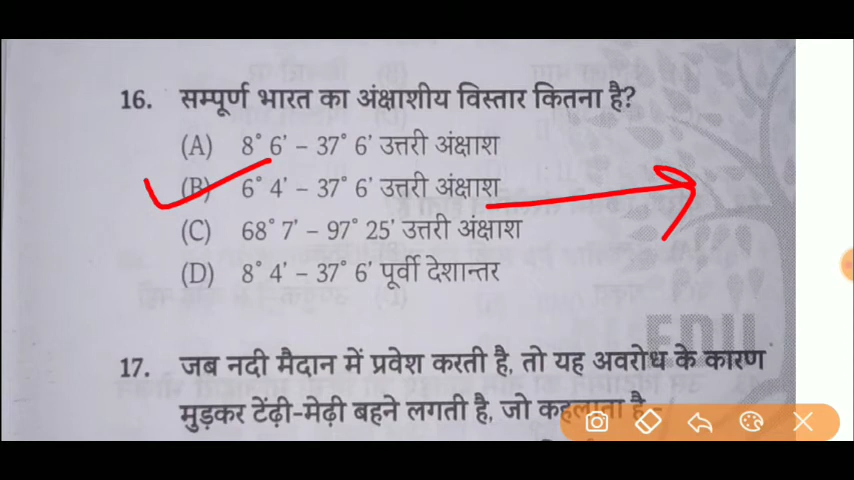 16. सम्पूर्ण भारत का अंक्षाशीय विस्तार कितना है?
(A) 8° 6' – 37° 6' उत्तरी अंक्षाश
(B) 6° 4' – 37° 6' उत्तरी अंक्षाश
(C) 68° 7' – 97° 25' उत्तरी अंक्षाश
(D) 8° 4' – 37° 6' पूर्वी देशान्तर
EDU
17. जब नदी मैदान में प्रवेश करती है, तो यह अवरोध के कारण
मुड़कर टेंढ़ी-मेढ़ी बहने लगती है, जो कहलाता है –